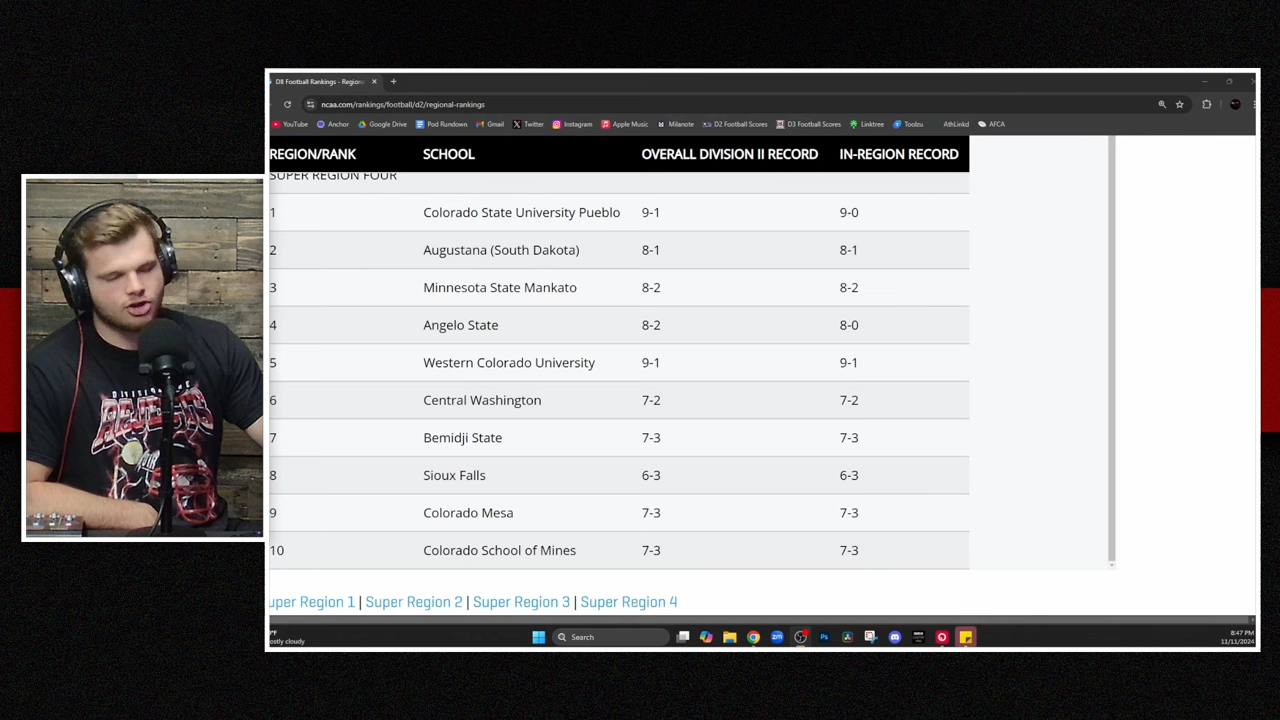 DII Football Rankings - Region
ncaa.com/rankings/football/d2/regional-rankings
YouTube Anchor Google Drive Pod Rundown Gmail Twitter Instagram Apple Music Milanote D2 Football Scores D3 Football Scores Linktree Toolzu AthLinkd AFCA
REGION/RANK SCHOOL OVERALL DIVISION II RECORD IN-REGION RECORD
SUPER REGION FOUR
1 Colorado State University Pueblo 9-1 9-0
2 Augustana (South Dakota) 8-1 8-1
3 Minnesota State Mankato 8-2 8-2
4 Angelo State 8-2 8-0
5 Western Colorado University 9-1 9-1
6 Central Washington 7-2 7-2
7 Bemidji State 7-3 7-3
8 Sioux Falls 6-3 6-3
9 Colorado Mesa 7-3 7-3
10 Colorado School of Mines 7-3 7-3
uper Region 1 | Super Region 2 | Super Region 3 | Super Region 4
°F
ostly cloudy
Search
zm
Ps
8:47 PM
11/11/2024
REJECTS